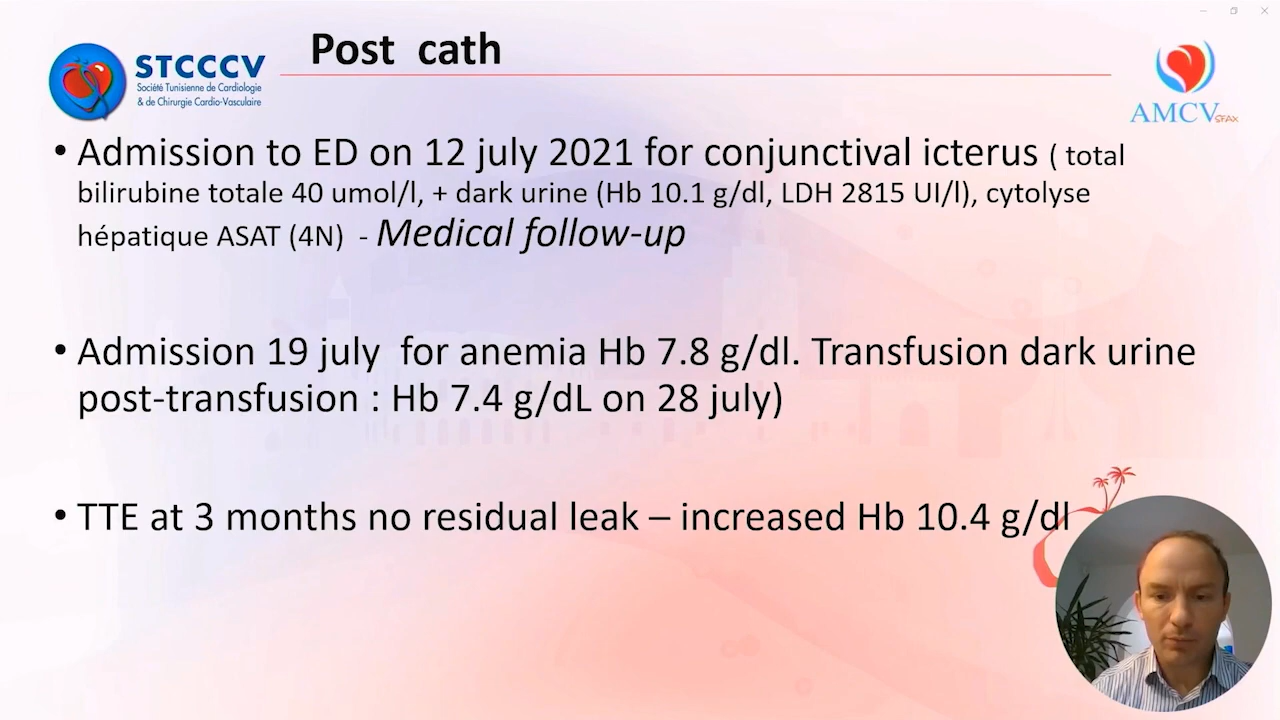 Post cath
STCCCV
Société Tunisienne de Cardiologie
& de Chirurgie Cardio-Vasculaire
AMCV SFAX
• Admission to ED on 12 july 2021 for conjunctival icterus ( total
bilirubine totale 40 umol/l, + dark urine (Hb 10.1 g/dl, LDH 2815 UI/l), cytolyse
hépatique ASAT (4N) - Medical follow-up
• Admission 19 july for anemia Hb 7.8 g/dl. Transfusion dark urine
post-transfusion : Hb 7.4 g/dL on 28 july)
• TTE at 3 months no residual leak – increased Hb 10.4 g/dl